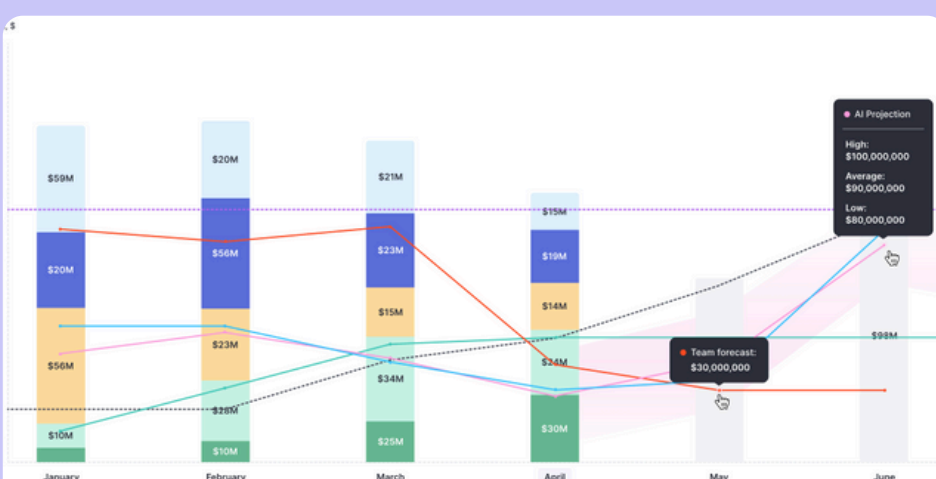 , $
$59M
$20M
$56M
$10M
$20M
$56M
$23M
$28M
$10M
$21M
$23M
$15M
$34M
$25M
$15M
$19M
$14M
$24M
$30M
Team forecast:
$30,000,000
AI Projection
High:
$100,000,000
Average:
$90,000,000
Low:
$80,000,000
$98M
January
February
March
April
May
June